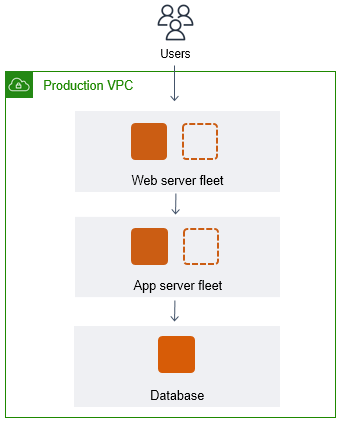 Users
Production VPC
Web server fleet
App server fleet
Database